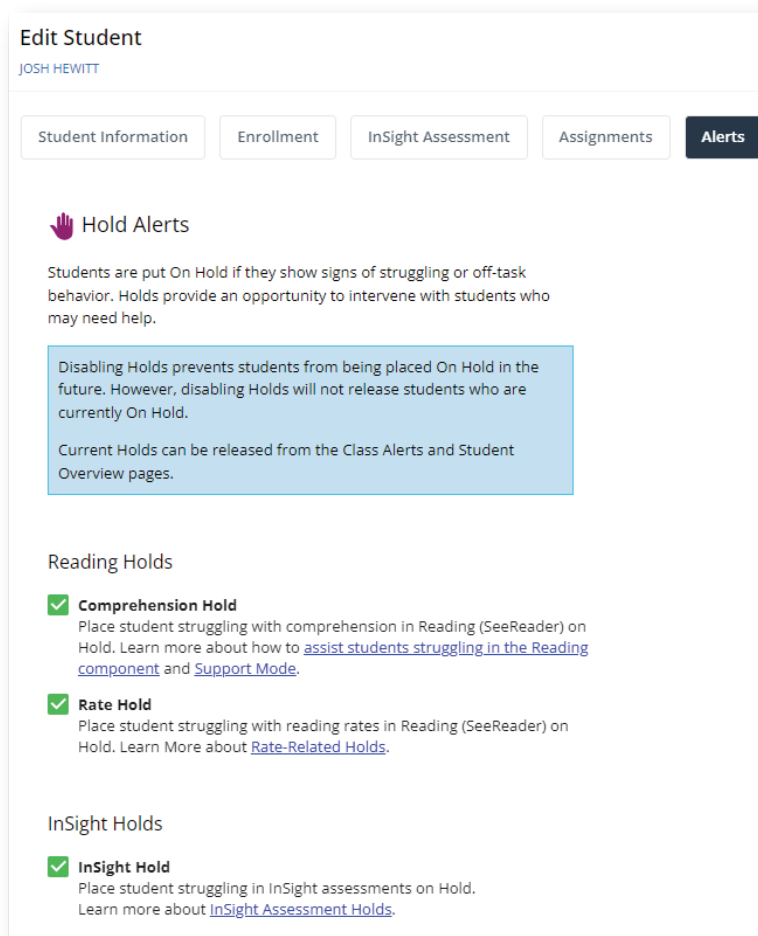 Edit Student
JOSH HEWITT
Student Information
Enrollment
InSight Assessment
Assignments
Alerts
Hold Alerts
Students are put On Hold if they show signs of struggling or off-task
behavior. Holds provide an opportunity to intervene with students who
may need help.
Disabling Holds prevents students from being placed On Hold in the
future. However, disabling Holds will not release students who are
currently On Hold.
Current Holds can be released from the Class Alerts and Student
Overview pages.
Reading Holds
Comprehension Hold
Place student struggling with comprehension in Reading (SeeReader) on
Hold. Learn more about how to assist students struggling in the Reading
component and Support Mode.
Rate Hold
Place student struggling with reading rates in Reading (SeeReader) on
Hold. Learn More about Rate-Related Holds.
InSight Holds
InSight Hold
Place student struggling in InSight assessments on Hold.
Learn more about InSight Assessment Holds.